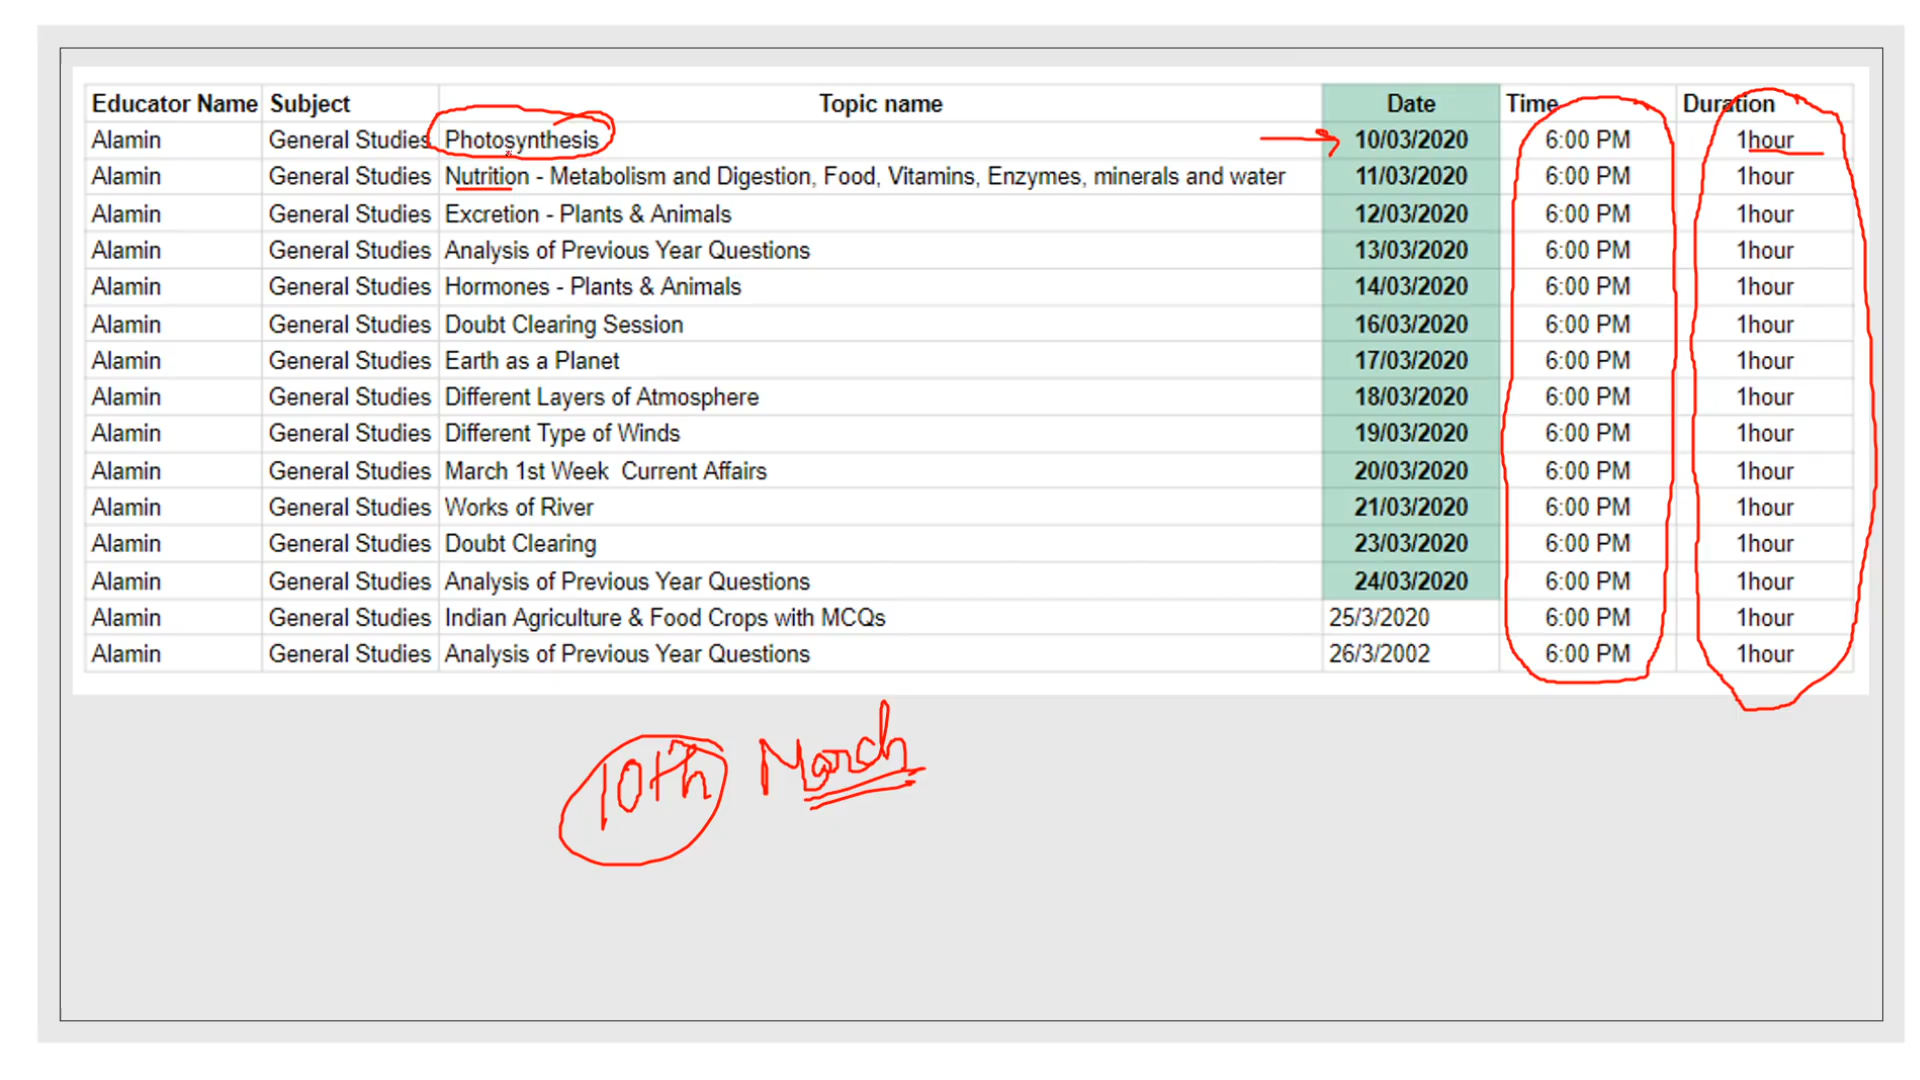 Educator Name Subject Topic name Date Time Duration
Alamin General Studies Photosynthesis 10/03/2020 6:00 PM 1hour
Alamin General Studies Nutrition - Metabolism and Digestion, Food, Vitamins, Enzymes, minerals and water 11/03/2020 6:00 PM 1hour
Alamin General Studies Excretion - Plants & Animals 12/03/2020 6:00 PM 1hour
Alamin General Studies Analysis of Previous Year Questions 13/03/2020 6:00 PM 1hour
Alamin General Studies Hormones - Plants & Animals 14/03/2020 6:00 PM 1hour
Alamin General Studies Doubt Clearing Session 16/03/2020 6:00 PM 1hour
Alamin General Studies Earth as a Planet 17/03/2020 6:00 PM 1hour
Alamin General Studies Different Layers of Atmosphere 18/03/2020 6:00 PM 1hour
Alamin General Studies Different Type of Winds 19/03/2020 6:00 PM 1hour
Alamin General Studies March 1st Week Current Affairs 20/03/2020 6:00 PM 1hour
Alamin General Studies Works of River 21/03/2020 6:00 PM 1hour
Alamin General Studies Doubt Clearing 23/03/2020 6:00 PM 1hour
Alamin General Studies Analysis of Previous Year Questions 24/03/2020 6:00 PM 1hour
Alamin General Studies Indian Agriculture & Food Crops with MCQs 25/3/2020 6:00 PM 1hour
Alamin General Studies Analysis of Previous Year Questions 26/3/2002 6:00 PM 1hour
10th March